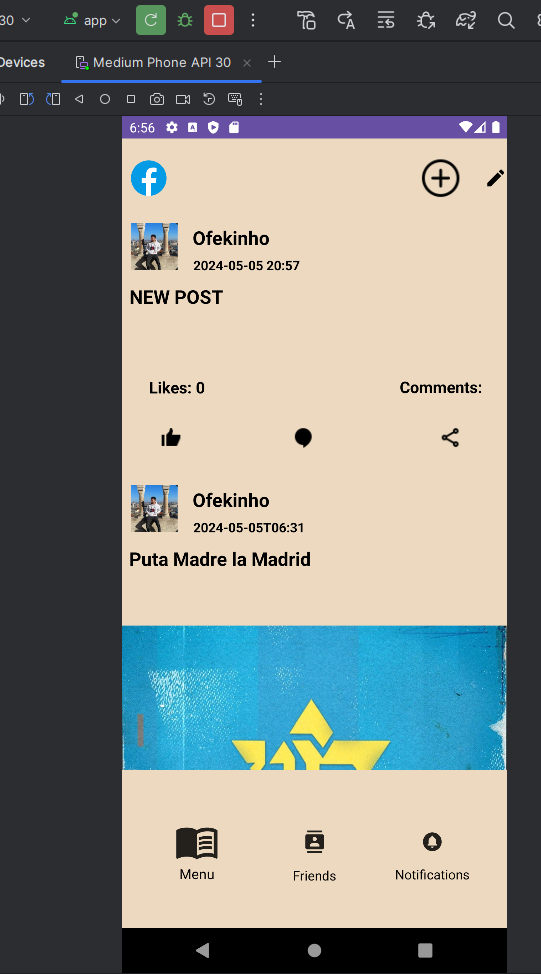 30 app
Devices Medium Phone API 30
6:56
Ofekinho
2024-05-05 20:57
NEW POST
Likes: 0 Comments:
Ofekinho
2024-05-05T06:31
Puta Madre la Madrid
Menu Friends Notifications